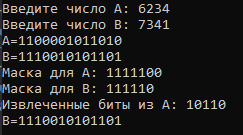 Введите число A: 6234
Введите число B: 7341
A=1100001011010
B=1110010101101
Маска для A: 1111100
Маска для B: 111110
Извлеченные биты из A: 10110
B=1110010101101